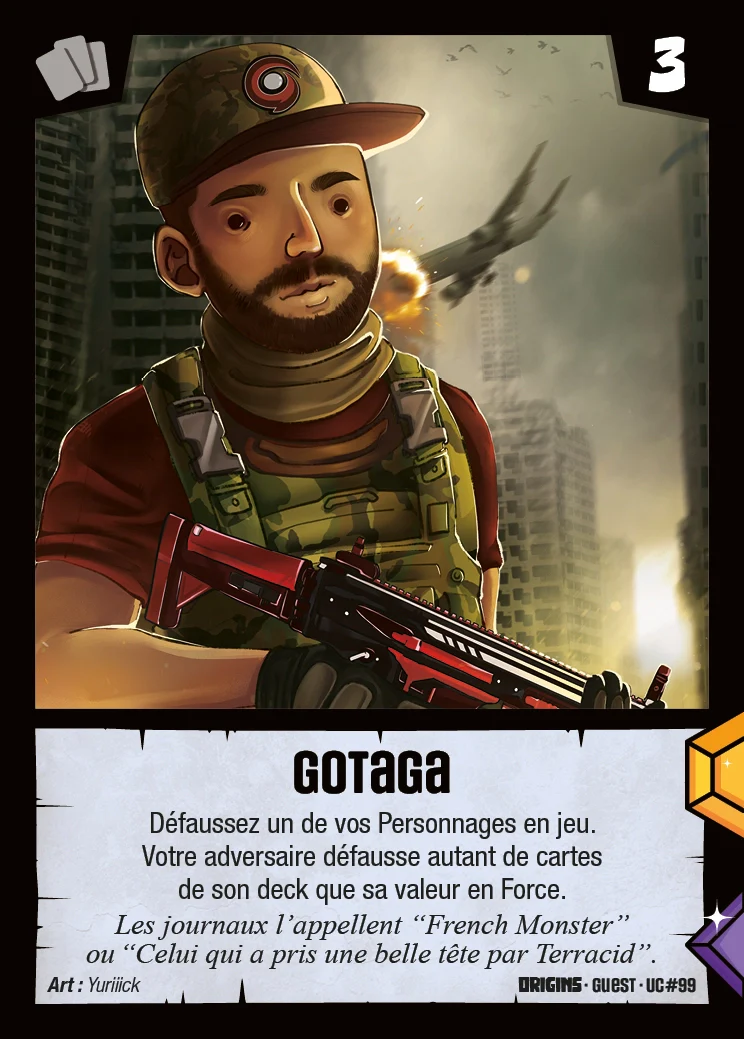 3
GOTAGA
Défaussez un de vos Personnages en jeu.
Votre adversaire défausse autant de cartes
de son deck que sa valeur en Force.
Les journaux l’appellent “French Monster”
ou “Celui qui a pris une belle tête par Terracid”.
Art : Yuriiick
ORIGINS · GUEST · UC#99